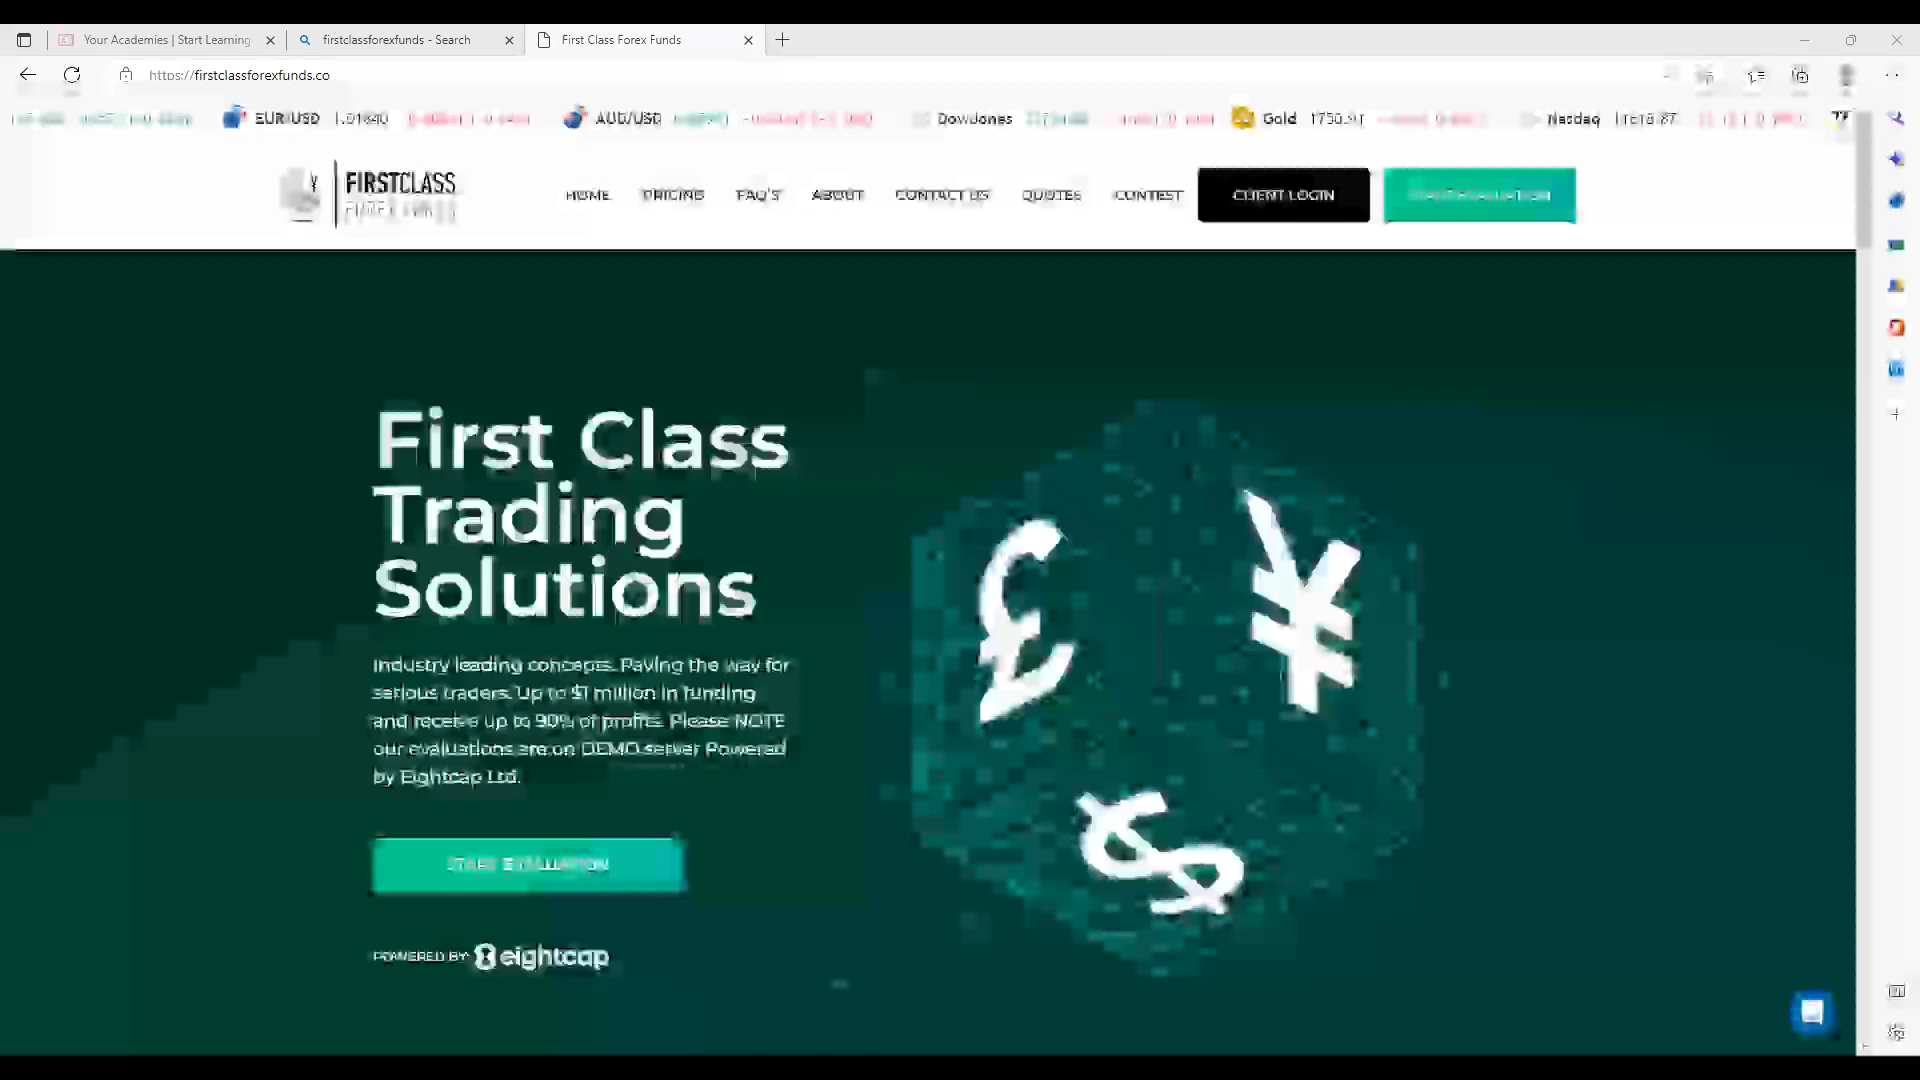 Your Academies | Start Learning
firstclassforexfunds - Search
First Class Forex Funds
https://firstclassforexfunds.co
EUR/USD
AUD/USD
Gold
Nasdaq
FIRSTCLASS
HOME
PRICING
FAQ'S
ABOUT
CONTACT US
QUOTES
CONTEST
CLIENT LOGIN
First Class
Trading
Solutions
Industry leading concepts. Paving the way for
serious traders. Up to $1 million in funding
and receive up to 90% of profits. Please NOTE
our evaluations are on DEMO server Powered
by Eightcap Ltd.
START EVALUATION
POWERED BY eightcap